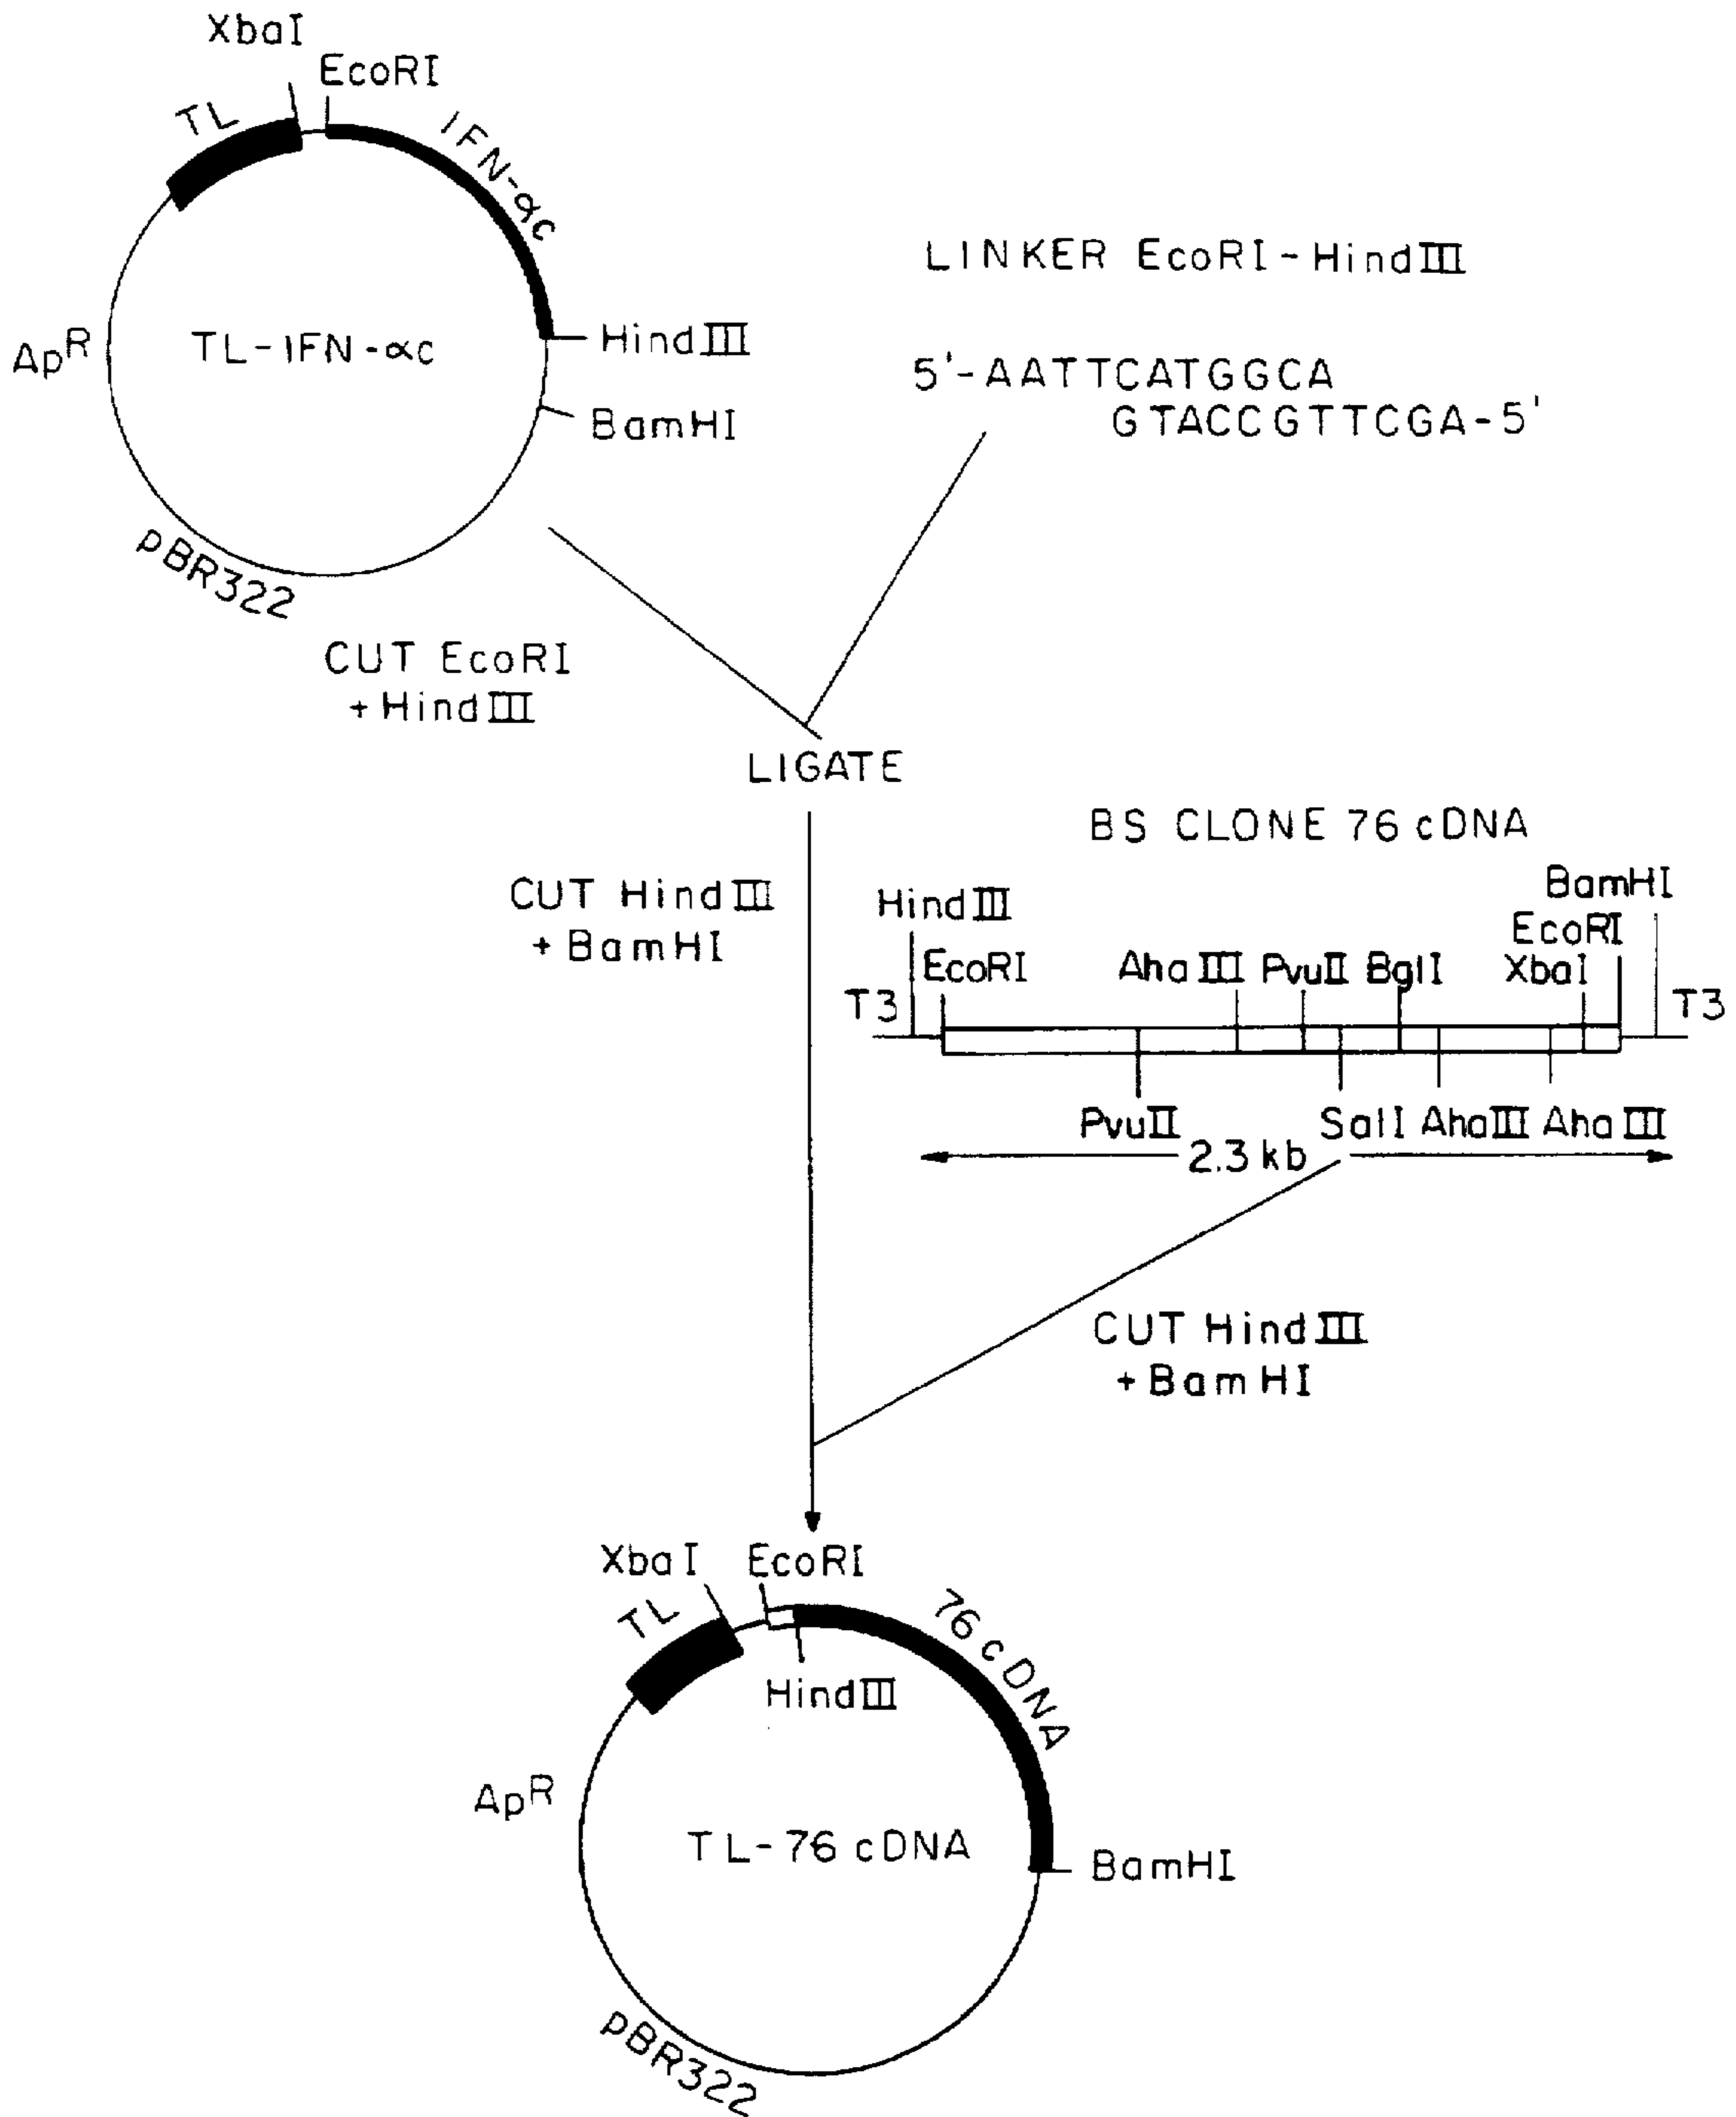 XbaI
EcoRI
TL
IFN-αc
ApR
TL-IFN-αc
HindIII
BamHI
pBR322
LINKER EcoRI-HindIII
5'-AATTCATGGCA
GTACCGTTCGA-5'
CUT EcoRI
+HindIII
LIGATE
CUT HindIII
+BamHI
BS CLONE 76 cDNA
HindIII
BamHI
EcoRI
EcoRI
AhaIII
PvuII
BglI
XbaI
T3
T3
PvuII
SalI
AhaIII
AhaIII
2.3 kb
CUT HindIII
+BamHI
XbaI
EcoRI
TL
76 cDNA
HindIII
ApR
TL-76 cDNA
BamHI
pBR322